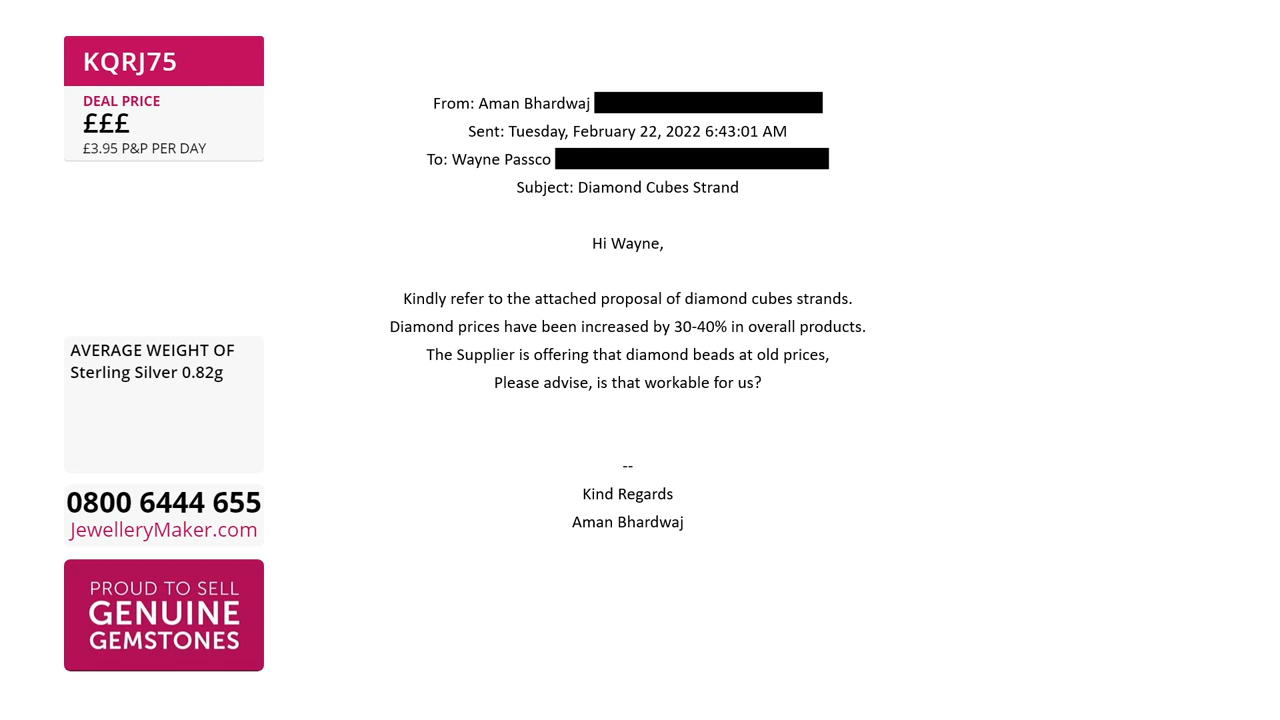 KQRJ75
DEAL PRICE
£££
£3.95 P&P PER DAY
From: Aman Bhardwaj
Sent: Tuesday, February 22, 2022 6:43:01 AM
To: Wayne Passco
Subject: Diamond Cubes Strand
Hi Wayne,
Kindly refer to the attached proposal of diamond cubes strands.
Diamond prices have been increased by 30-40% in overall products.
The Supplier is offering that diamond beads at old prices,
Please advise, is that workable for us?
--
Kind Regards
Aman Bhardwaj
AVERAGE WEIGHT OF
Sterling Silver 0.82g
0800 6444 655
JewelleryMaker.com
PROUD TO SELL
GENUINE
GEMSTONES